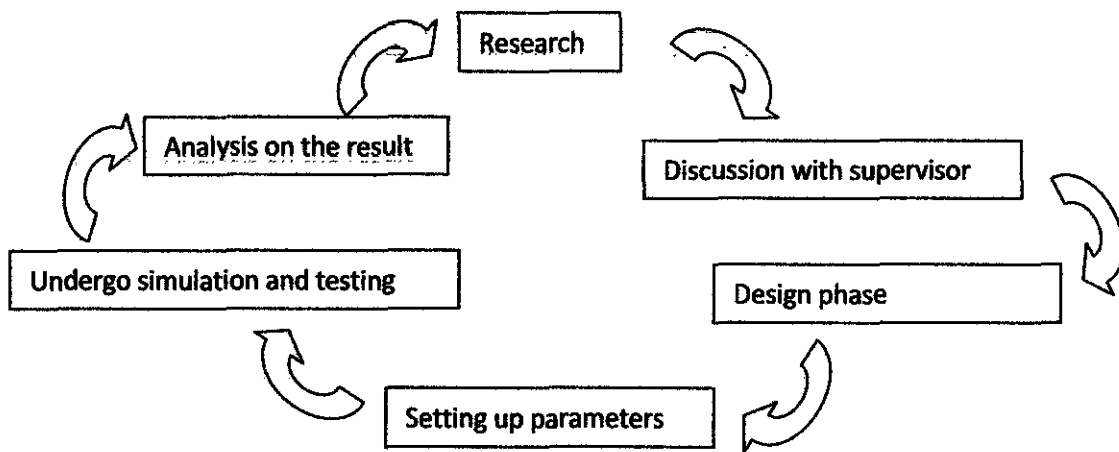 Research
Discussion with supervisor
Design phase
Setting up parameters
Undergo simulation and testing
Analysis on the result